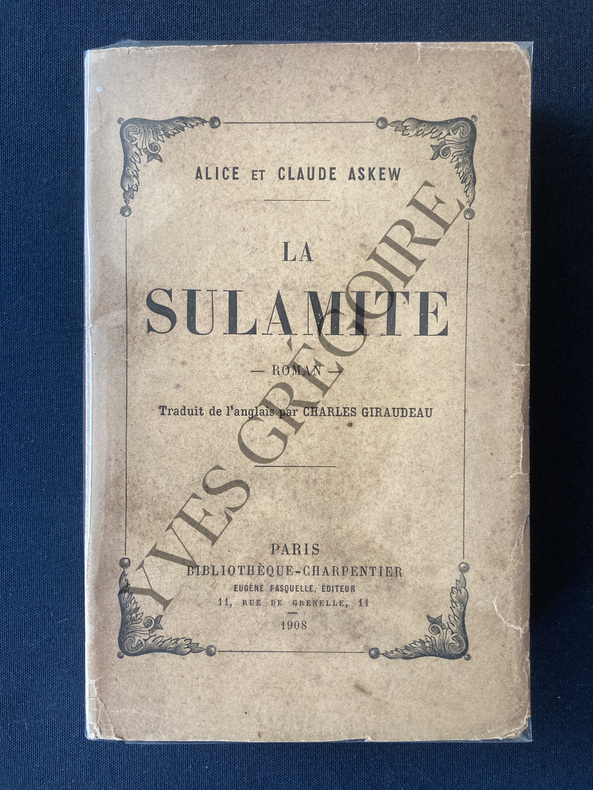 ALICE ET CLAUDE ASKEW
LA
SULAMITE
— ROMAN —
Traduit de l'anglais par CHARLES GIRAUDEAU
PARIS
BIBLIOTHÈQUE-CHARPENTIER
EUGÈNE FASQUELLE, ÉDITEUR
11, RUE DE GRENELLE, 11
1908
YVES GRÉGOIRE